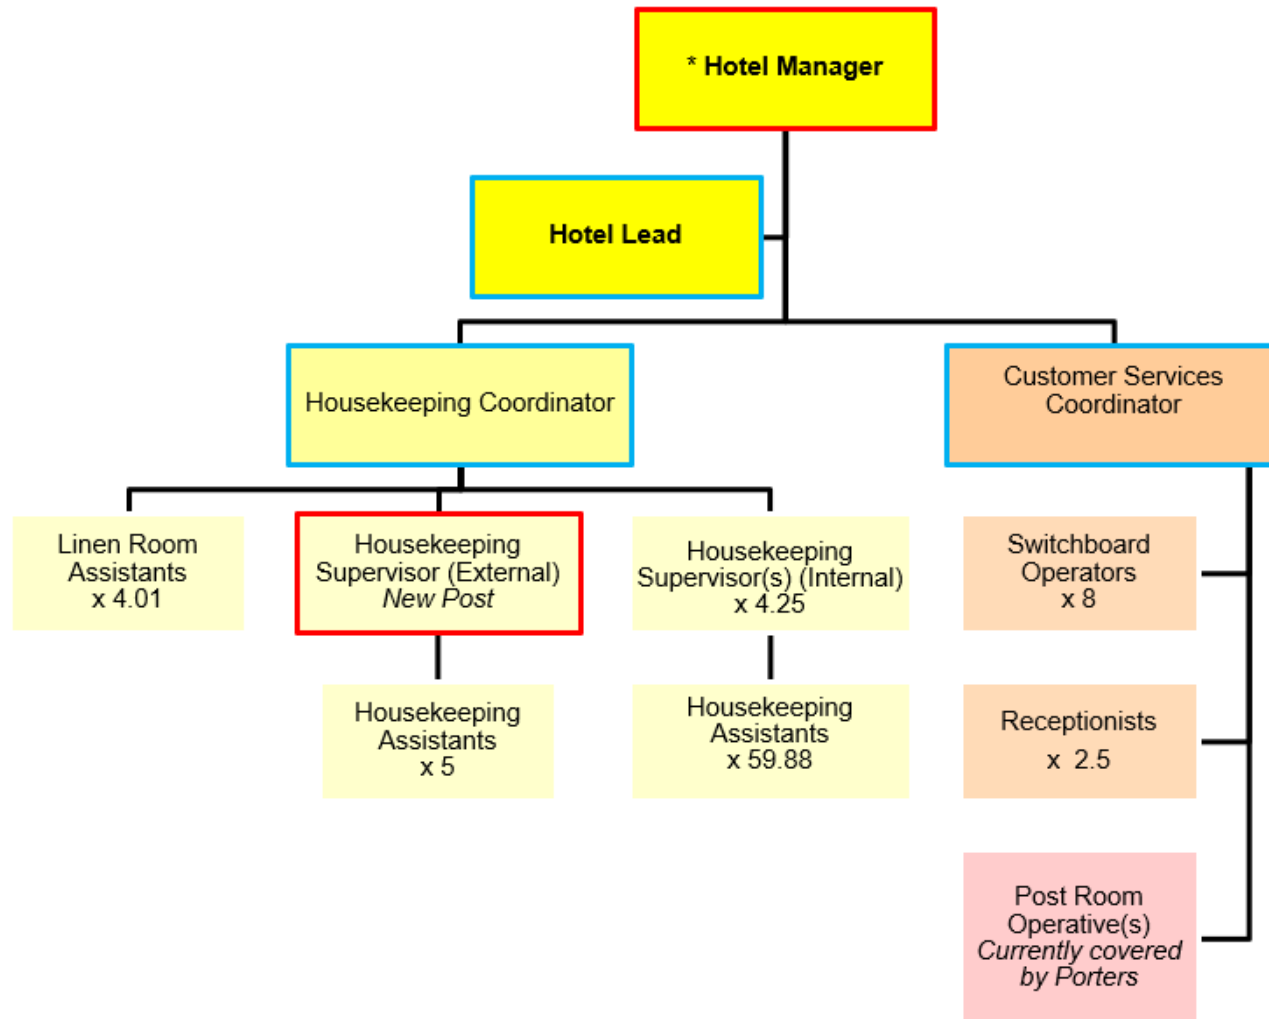 * Hotel Manager
Hotel Lead
Housekeeping Coordinator
Customer Services
Coordinator
Linen Room
Assistants
x 4.01
Housekeeping
Supervisor (External)
New Post
Housekeeping
Supervisor(s) (Internal)
x 4.25
Switchboard
Operators
x 8
Housekeeping
Assistants
x 5
Housekeeping
Assistants
x 59.88
Receptionists
x 2.5
Post Room
Operative(s)
Currently covered
by Porters